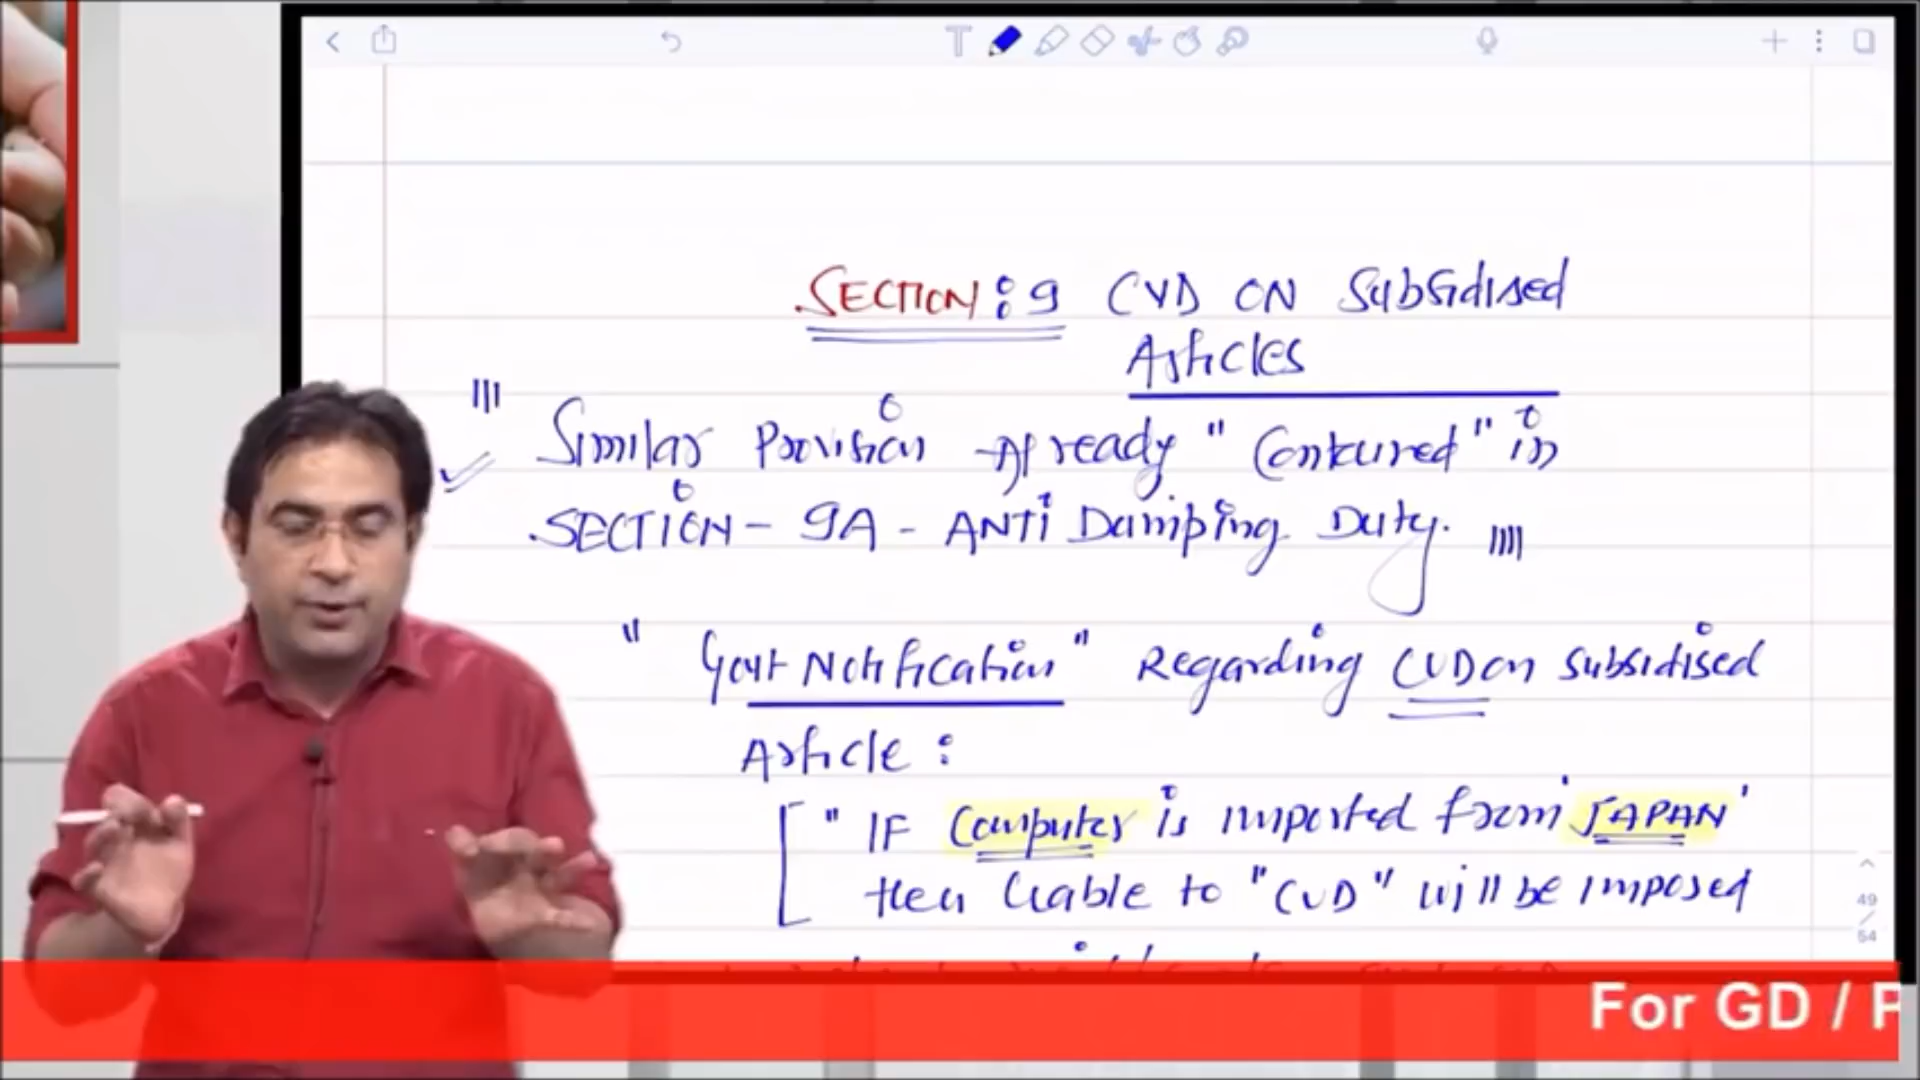 SECTION : 9 CVD ON Subsidised
Articles
Similar Provision Already "Contured" in
SECTION - 9A - ANTI Dumping Duty.
"Govt Notification" Regarding CVD on subsidised
Article :
"IF Computer is imported from 'JAPAN'
then liable to "CVD" will be imposed
49
54
For GD / P